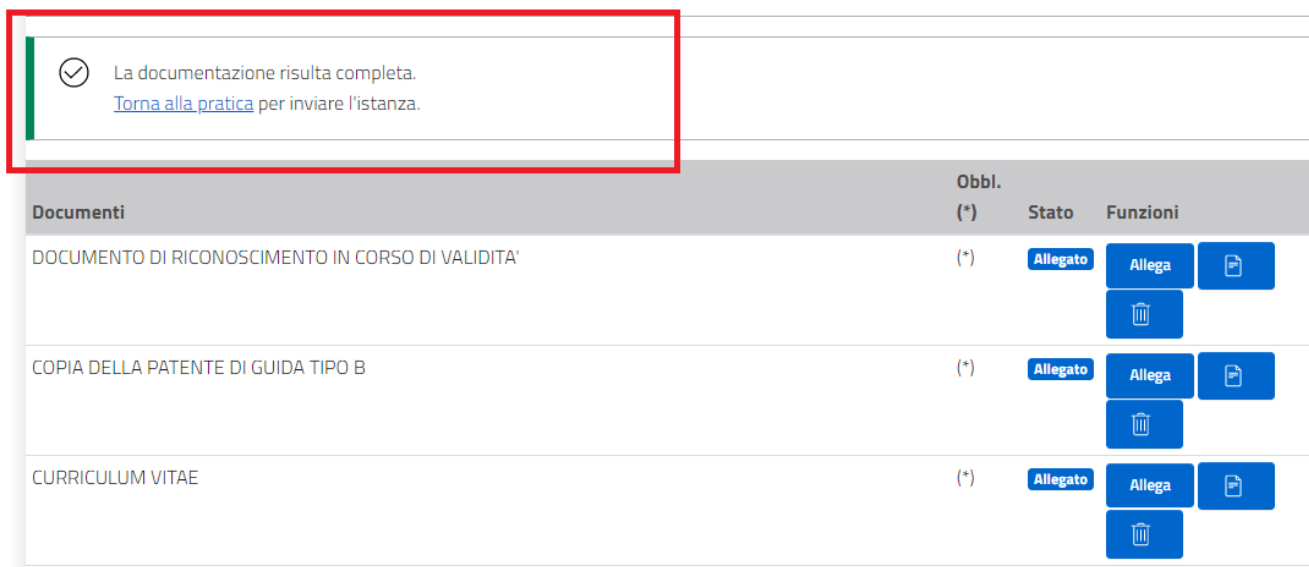 La documentazione risulta completa.
Torna alla pratica per inviare l'istanza.
Documenti Obbl. (*) Stato Funzioni
DOCUMENTO DI RICONOSCIMENTO IN CORSO DI VALIDITA' (*) Allegato Allega
COPIA DELLA PATENTE DI GUIDA TIPO B (*) Allegato Allega
CURRICULUM VITAE (*) Allegato Allega